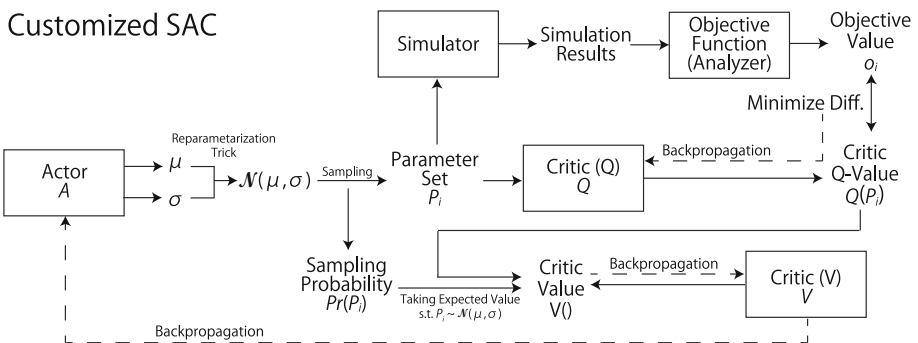 Customized SAC
Simulator
Simulation
Results
Objective
Function
(Analyzer)
Objective
Value
oᵢ
Minimize Diff.
Reparametarization
Trick
Actor
A
μ
σ
𝓝(μ,σ)
Sampling
Parameter
Set
Pᵢ
Critic (Q)
Q
Backpropagation
Critic
Q-Value
Q(Pᵢ)
Sampling
Probability
Pr(Pᵢ)
Taking Expected Value
s.t. Pᵢ ~ 𝓝(μ,σ)
Critic
Value
V()
Backpropagation
Critic (V)
V
Backpropagation